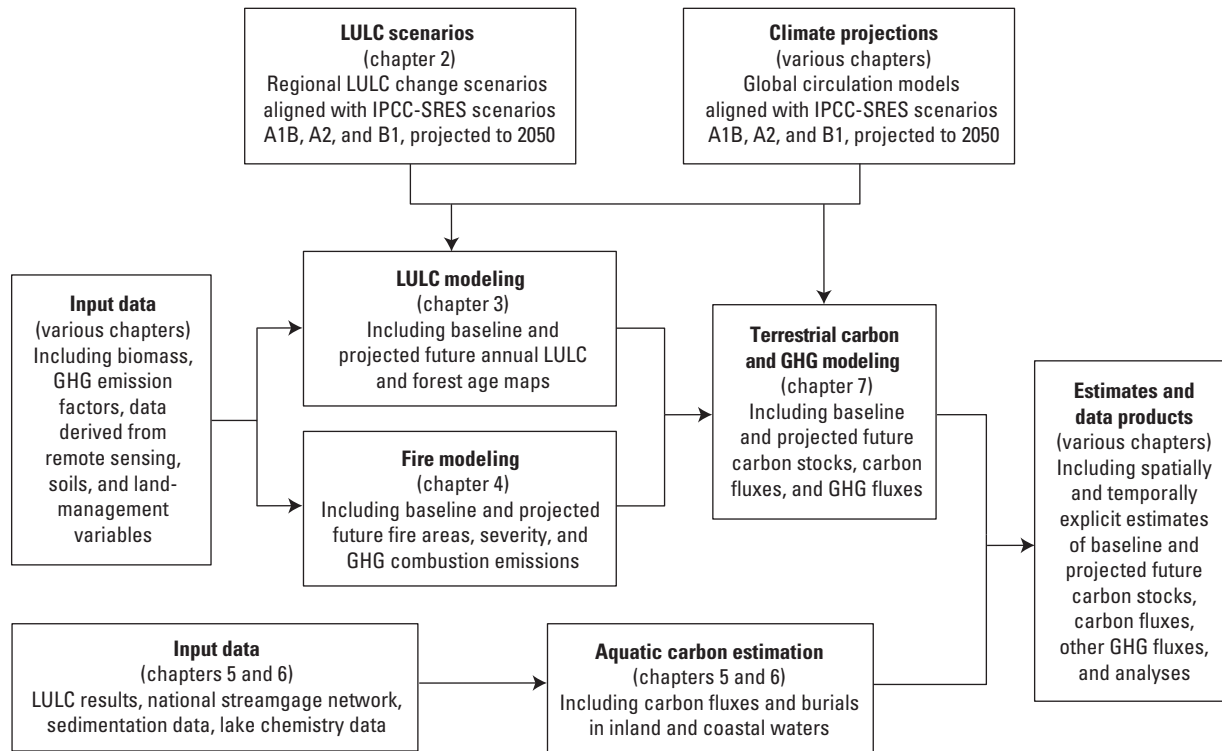 LULC scenarios
(chapter 2)
Regional LULC change scenarios
aligned with IPCC-SRES scenarios
A1B, A2, and B1, projected to 2050
Climate projections
(various chapters)
Global circulation models
aligned with IPCC-SRES scenarios
A1B, A2, and B1, projected to 2050
Input data
(various chapters)
Including biomass,
GHG emission
factors, data
derived from
remote sensing,
soils, and land-
management
variables
LULC modeling
(chapter 3)
Including baseline and
projected future annual LULC
and forest age maps
Fire modeling
(chapter 4)
Including baseline and projected
future fire areas, severity, and
GHG combustion emissions
Terrestrial carbon
and GHG modeling
(chapter 7)
Including baseline
and projected future
carbon stocks, carbon
fluxes, and GHG fluxes
Estimates and
data products
(various chapters)
Including spatially
and temporally
explicit estimates
of baseline and
projected future
carbon stocks,
carbon fluxes,
other GHG fluxes,
and analyses
Input data
(chapters 5 and 6)
LULC results, national streamgage network,
sedimentation data, lake chemistry data
Aquatic carbon estimation
(chapters 5 and 6)
Including carbon fluxes and burials
in inland and coastal waters